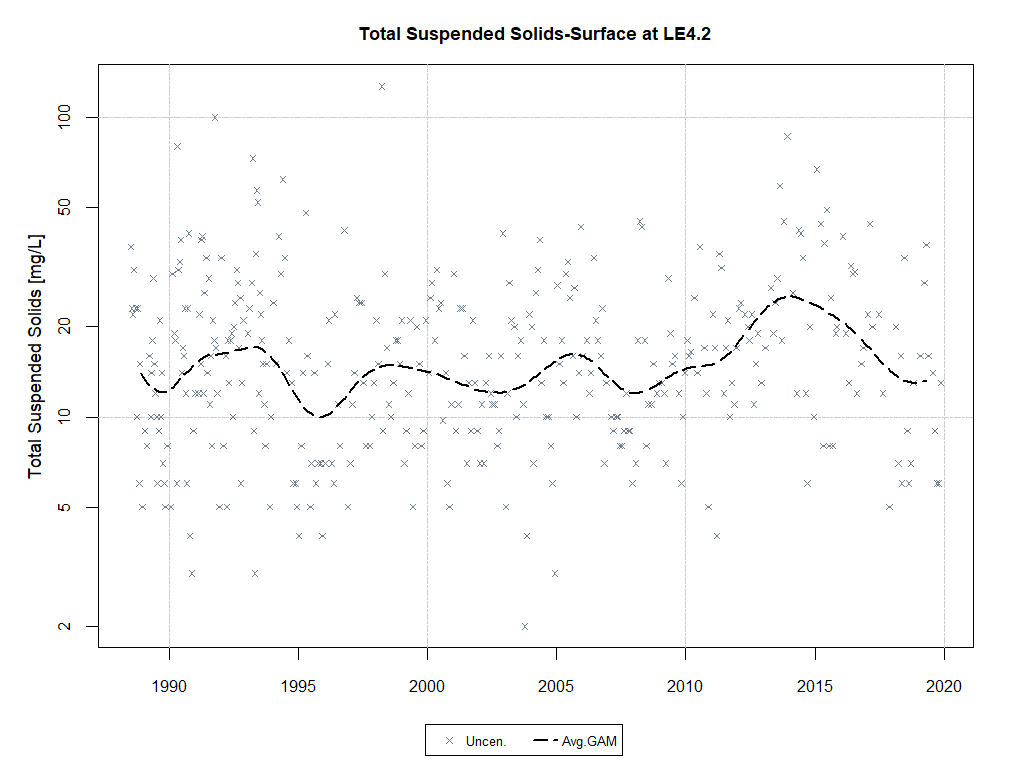 Total Suspended Solids-Surface at LE4.2
Total Suspended Solids [mg/L]
100
50
20
10
5
2
1990 1995 2000 2005 2010 2015 2020
Uncen. Avg.GAM